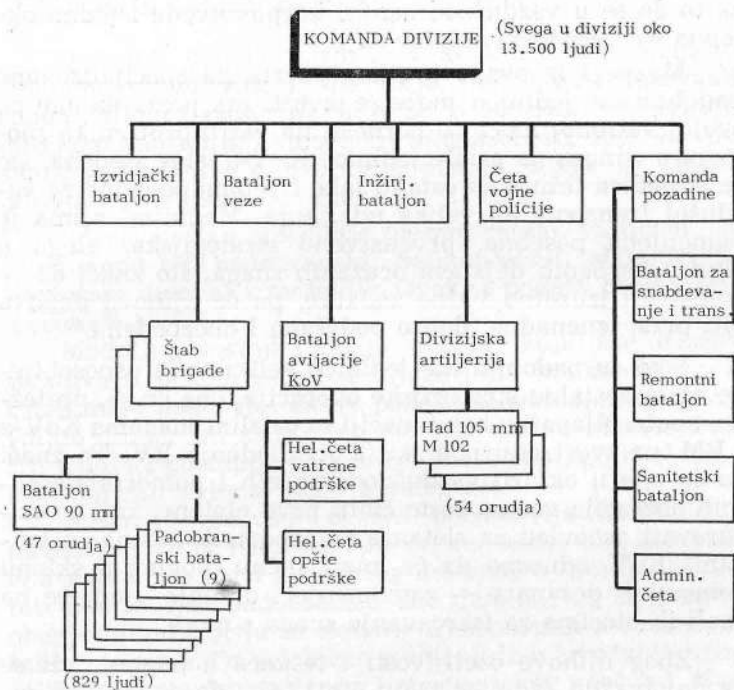 KOMANDA DIVIZIJE
(Svega u diviziji oko
13.500 ljudi)
Izvidjački
bataljon
Bataljon
veze
Inžinj.
bataljon
Četa
vojne
policije
Komanda
pozadine
Štab
brigade
Bataljon
avijacije
KoV
Divizijska
artiljerija
Bataljon za
snabdeva-
nje i trans.
Remontni
bataljon
Sanitetski
bataljon
Admin.
četa
Bataljon
SAO 90 mm
(47 orudja)
Padobran-
ski bata-
ljon (9)
(829 ljudi)
Hel.četa
vatrene
podrške
Hel.četa
opšte
podrške
Had 105 mm
M 102
(54 orudja)